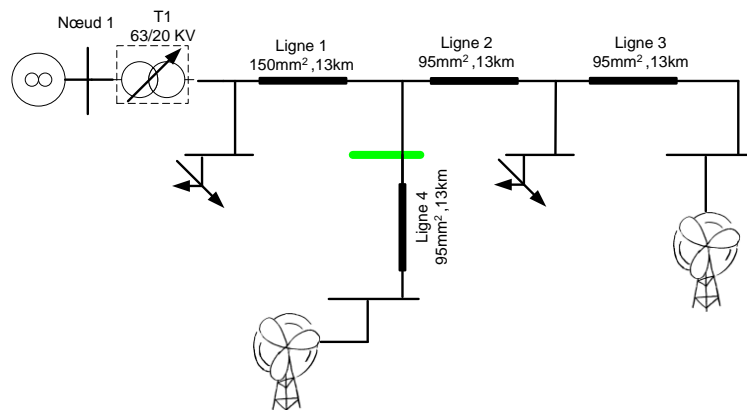 Nœud 1
T1
63/20 KV
Ligne 1
150mm²,13km
Ligne 2
95mm²,13km
Ligne 3
95mm²,13km
Ligne 4
95mm²,13km